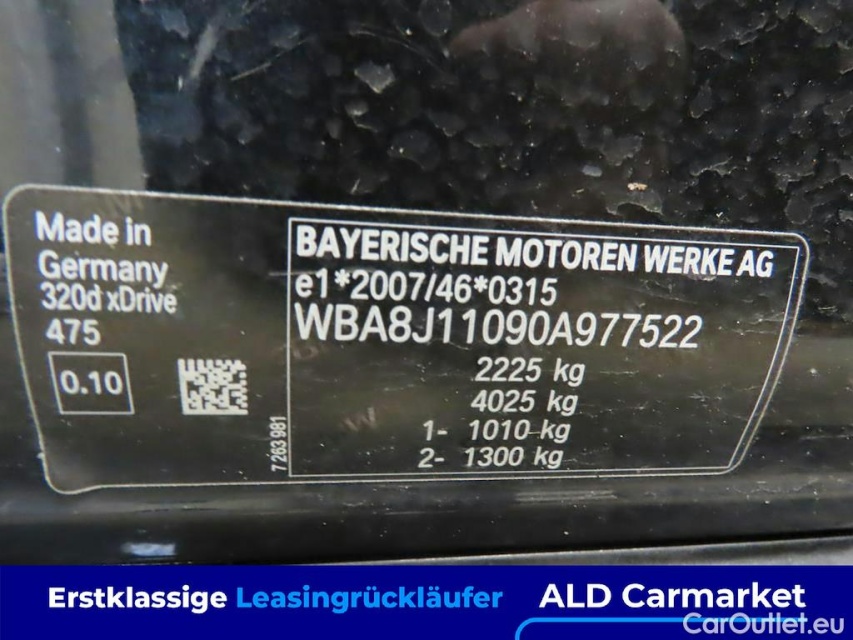 Made in
Germany
320d xDrive
475
0.10
7 263 981
BAYERISCHE MOTOREN WERKE AG
e1*2007/46*0315
WBA8J11090A977522
2225 kg
4025 kg
1- 1010 kg
2- 1300 kg
Erstklassige Leasingrückläufer
ALD Carmarket
CarOutlet.eu